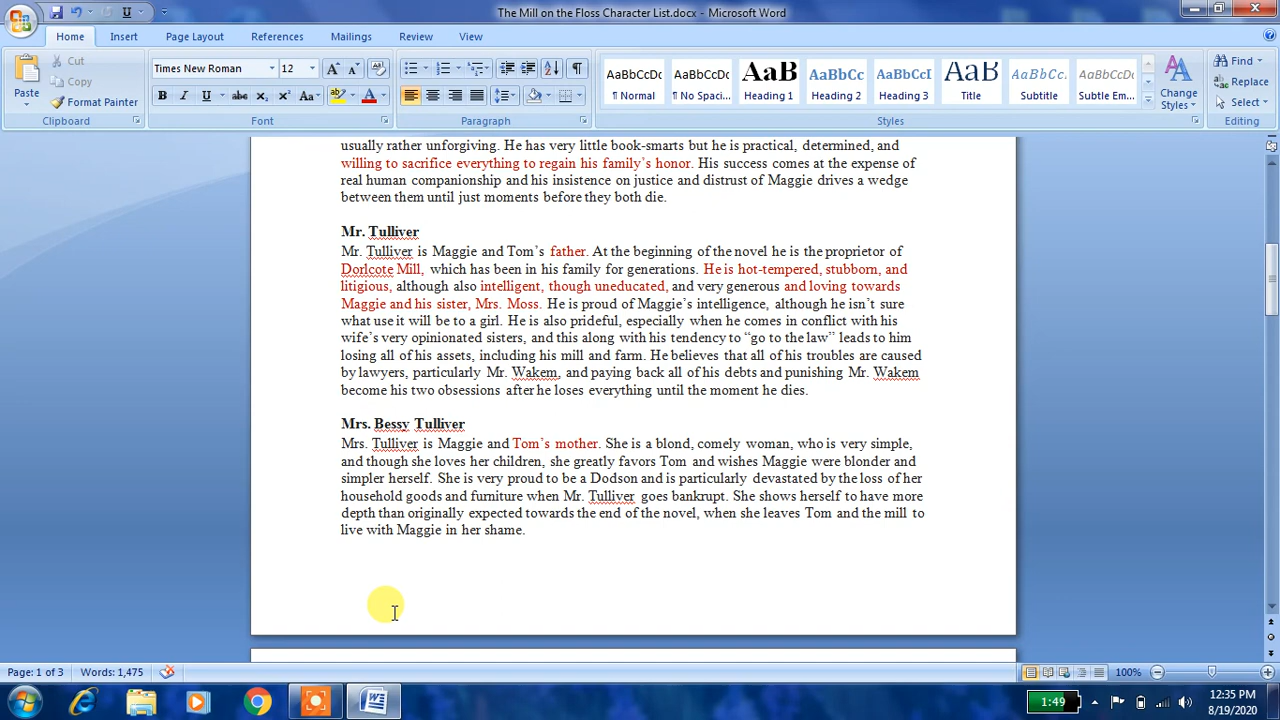 The Mill on the Floss Character List.docx - Microsoft Word
Home Insert Page Layout References Mailings Review View
Paste Cut
Copy
Format Painter
Clipboard
Times New Roman 12
Font
Paragraph
AaBbCcDc AaBbCcDc AaB AaBbCc AaBbCcI AaB AaBbCcI AaBbCcDc
¶ Normal ¶ No Spaci... Heading 1 Heading 2 Heading 3 Title Subtitle Subtle Em...
Change Styles
Styles
Find
Replace
Select
Editing
usually rather unforgiving. He has very little book-smarts but he is practical, determined, and
willing to sacrifice everything to regain his family’s honor. His success comes at the expense of
real human companionship and his insistence on justice and distrust of Maggie drives a wedge
between them until just moments before they both die.
Mr. Tulliver
Mr. Tulliver is Maggie and Tom’s father. At the beginning of the novel he is the proprietor of
Dorlcote Mill, which has been in his family for generations. He is hot-tempered, stubborn, and
litigious, although also intelligent, though uneducated, and very generous and loving towards
Maggie and his sister, Mrs. Moss. He is proud of Maggie’s intelligence, although he isn’t sure
what use it will be to a girl. He is also prideful, especially when he comes in conflict with his
wife’s very opinionated sisters, and this along with his tendency to “go to the law” leads to him
losing all of his assets, including his mill and farm. He believes that all of his troubles are caused
by lawyers, particularly Mr. Wakem, and paying back all of his debts and punishing Mr. Wakem
become his two obsessions after he loses everything until the moment he dies.
Mrs. Bessy Tulliver
Mrs. Tulliver is Maggie and Tom’s mother. She is a blond, comely woman, who is very simple,
and though she loves her children, she greatly favors Tom and wishes Maggie were blonder and
simpler herself. She is very proud to be a Dodson and is particularly devastated by the loss of her
household goods and furniture when Mr. Tulliver goes bankrupt. She shows herself to have more
depth than originally expected towards the end of the novel, when she leaves Tom and the mill to
live with Maggie in her shame.
Page: 1 of 3 Words: 1,475 100%
1:49 12:35 PM
8/19/2020